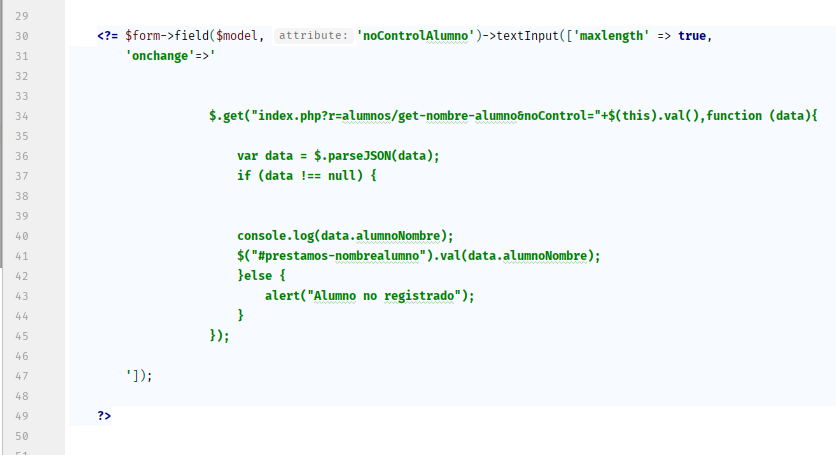 29
30 <?= $form->field($model, attribute: 'noControlAlumno')->textInput(['maxlength' => true,
31 'onchange'=>'
32
33
34 $.get("index.php?r=alumnos/get-nombre-alumno&noControl="+$(this).val(),function (data){
35
36 var data = $.parseJSON(data);
37 if (data !== null) {
38
39
40 console.log(data.alumnoNombre);
41 $("#prestamos-nombrealumno").val(data.alumnoNombre);
42 }else {
43 alert("Alumno no registrado");
44 }
45 });
46
47 ']);
48
49 ?>
50
51